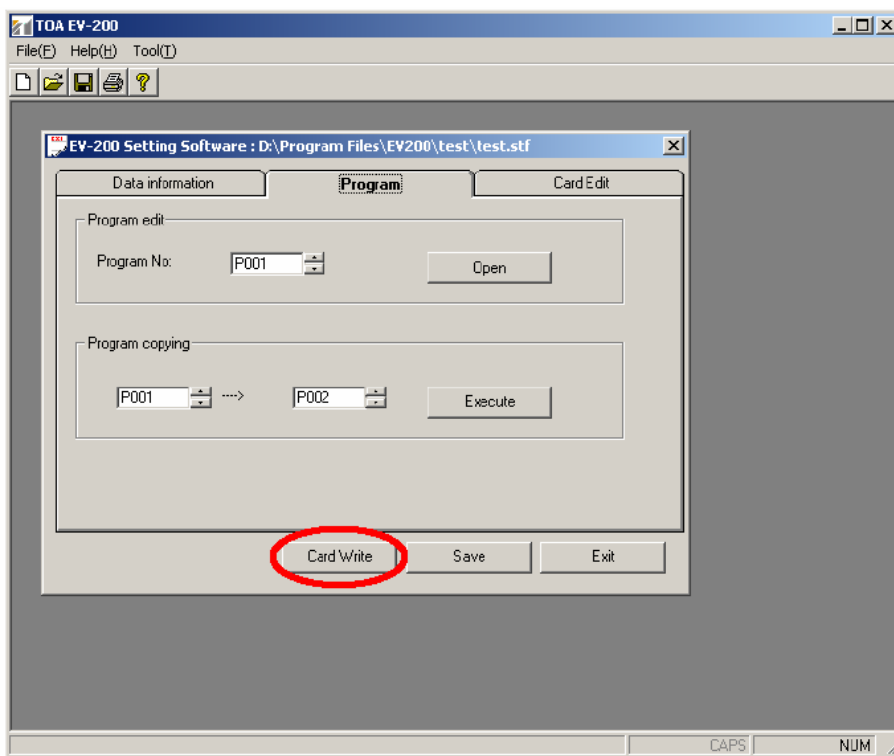 TOA EV-200
File(F) Help(H) Tool(T)
EV-200 Setting Software : D:\Program Files\EV200\test\test.stf
Data information Program Card Edit
Program edit
Program No: P001 Open
Program copying
P001 ----> P002 Execute
Card Write Save Exit
CAPS NUM